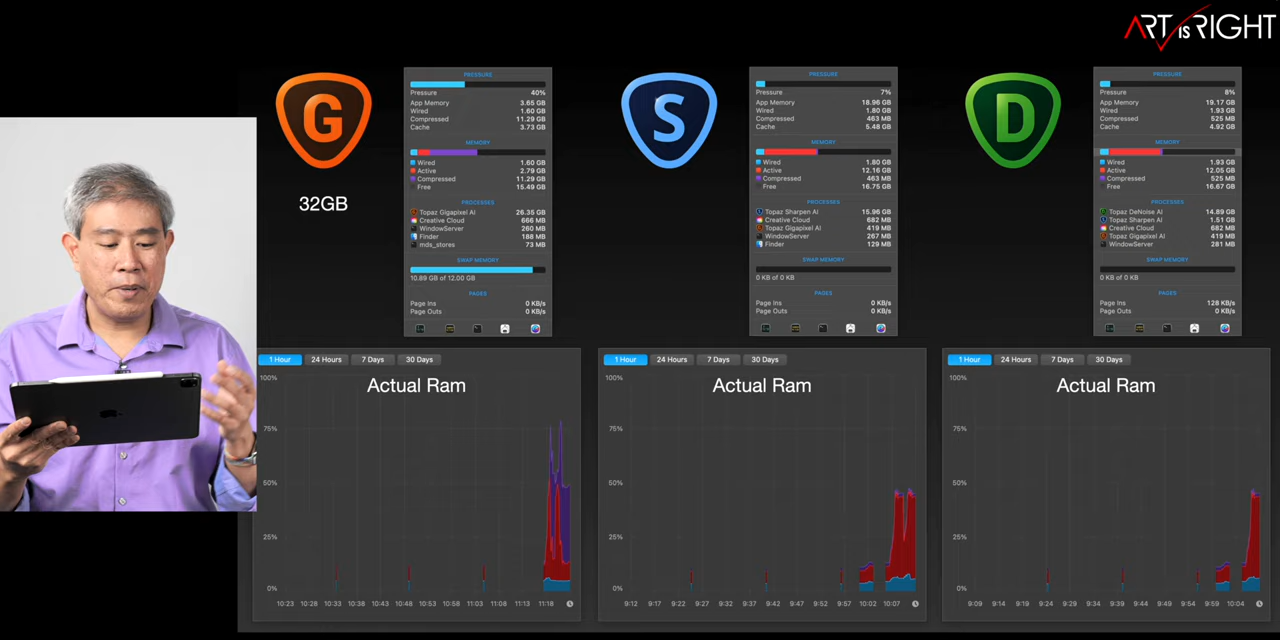 ART IS RIGHT
G
32GB
PRESSURE
Pressure 40%
App Memory 3.65 GB
Wired 1.60 GB
Compressed 11.29 GB
Cache 3.73 GB
MEMORY
Wired 1.60 GB
Active 2.79 GB
Compressed 11.29 GB
Free 15.49 GB
PROCESSES
Topaz Gigapixel AI 26.35 GB
Creative Cloud 666 MB
WindowServer 260 MB
Finder 188 MB
mds_stores 73 MB
SWAP MEMORY
10.89 GB of 12.00 GB
PAGES
Page Ins 0 KB/s
Page Outs 0 KB/s
S
PRESSURE
Pressure 7%
App Memory 18.96 GB
Wired 1.80 GB
Compressed 463 MB
Cache 5.48 GB
MEMORY
Wired 1.80 GB
Active 12.16 GB
Compressed 463 MB
Free 16.75 GB
PROCESSES
Topaz Sharpen AI 15.96 GB
Creative Cloud 682 MB
Topaz Gigapixel AI 419 MB
WindowServer 267 MB
Finder 129 MB
SWAP MEMORY
0 KB of 0 KB
PAGES
Page Ins 0 KB/s
Page Outs 0 KB/s
D
PRESSURE
Pressure 8%
App Memory 19.17 GB
Wired 1.93 GB
Compressed 525 MB
Cache 4.92 GB
MEMORY
Wired 1.93 GB
Active 12.05 GB
Compressed 525 MB
Free 16.67 GB
PROCESSES
Topaz DeNoise AI 14.89 GB
Topaz Sharpen AI 1.51 GB
Creative Cloud 682 MB
Topaz Gigapixel AI 419 MB
WindowServer 281 MB
SWAP MEMORY
0 KB of 0 KB
PAGES
Page Ins 128 KB/s
Page Outs 0 KB/s
1 Hour 24 Hours 7 Days 30 Days
100%
Actual Ram
75%
50%
25%
0%
10:23 10:28 10:33 10:38 10:43 10:48 10:53 10:58 11:03 11:08 11:13 11:18
1 Hour 24 Hours 7 Days 30 Days
100%
Actual Ram
75%
50%
25%
0%
9:12 9:17 9:22 9:27 9:32 9:37 9:42 9:47 9:52 9:57 10:02 10:07
1 Hour 24 Hours 7 Days 30 Days
100%
Actual Ram
75%
50%
25%
0%
9:09 9:14 9:19 9:24 9:29 9:34 9:39 9:44 9:49 9:54 9:59 10:04